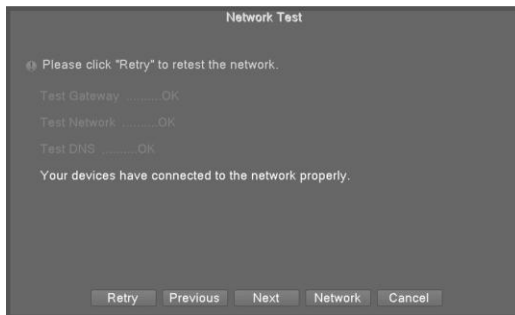 Network Test
Please click "Retry" to retest the network.
Test Gateway .........OK
Test Network .........OK
Test DNS .........OK
Your devices have connected to the network properly.
Retry Previous Next Network Cancel